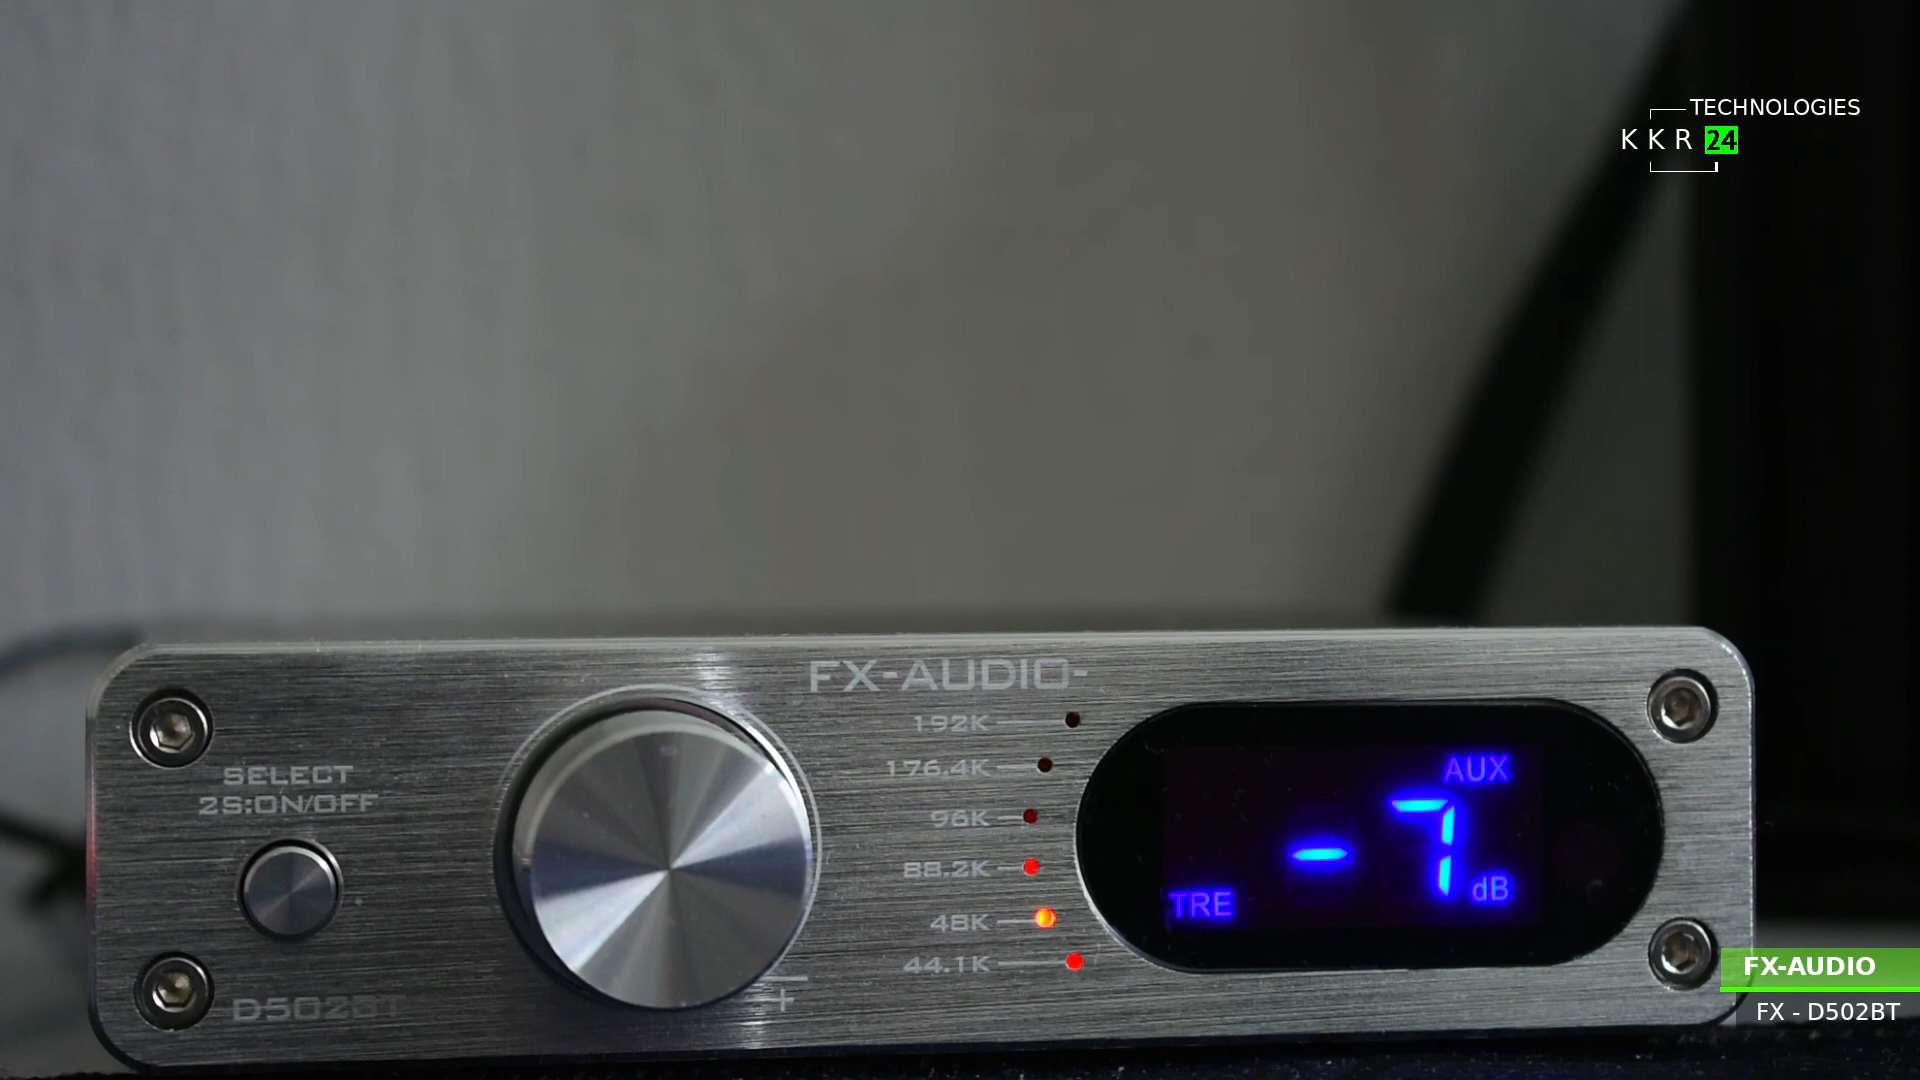 TECHNOLOGIES
K K R 24
FX-AUDIO-
192K
176.4K
96K
88.2K
48K
44.1K
SELECT
2S:ON/OFF
D502BT
- +
AUX
-7
dB
TRE
FX-AUDIO
FX - D502BT